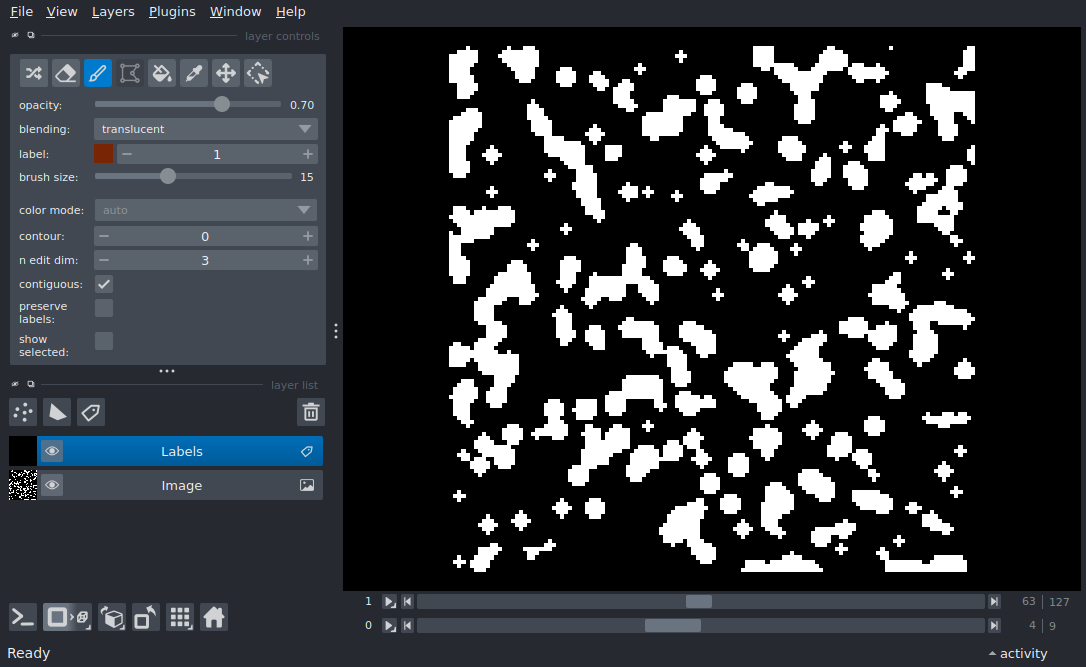 File View Layers Plugins Window Help
layer controls
opacity: 0.70
blending: translucent
label: 1
brush size: 15
color mode: auto
contour: 0
n edit dim: 3
contiguous:
preserve
labels:
show
selected:
layer list
Labels
Image
1 63 | 127
0 4 | 9
Ready activity